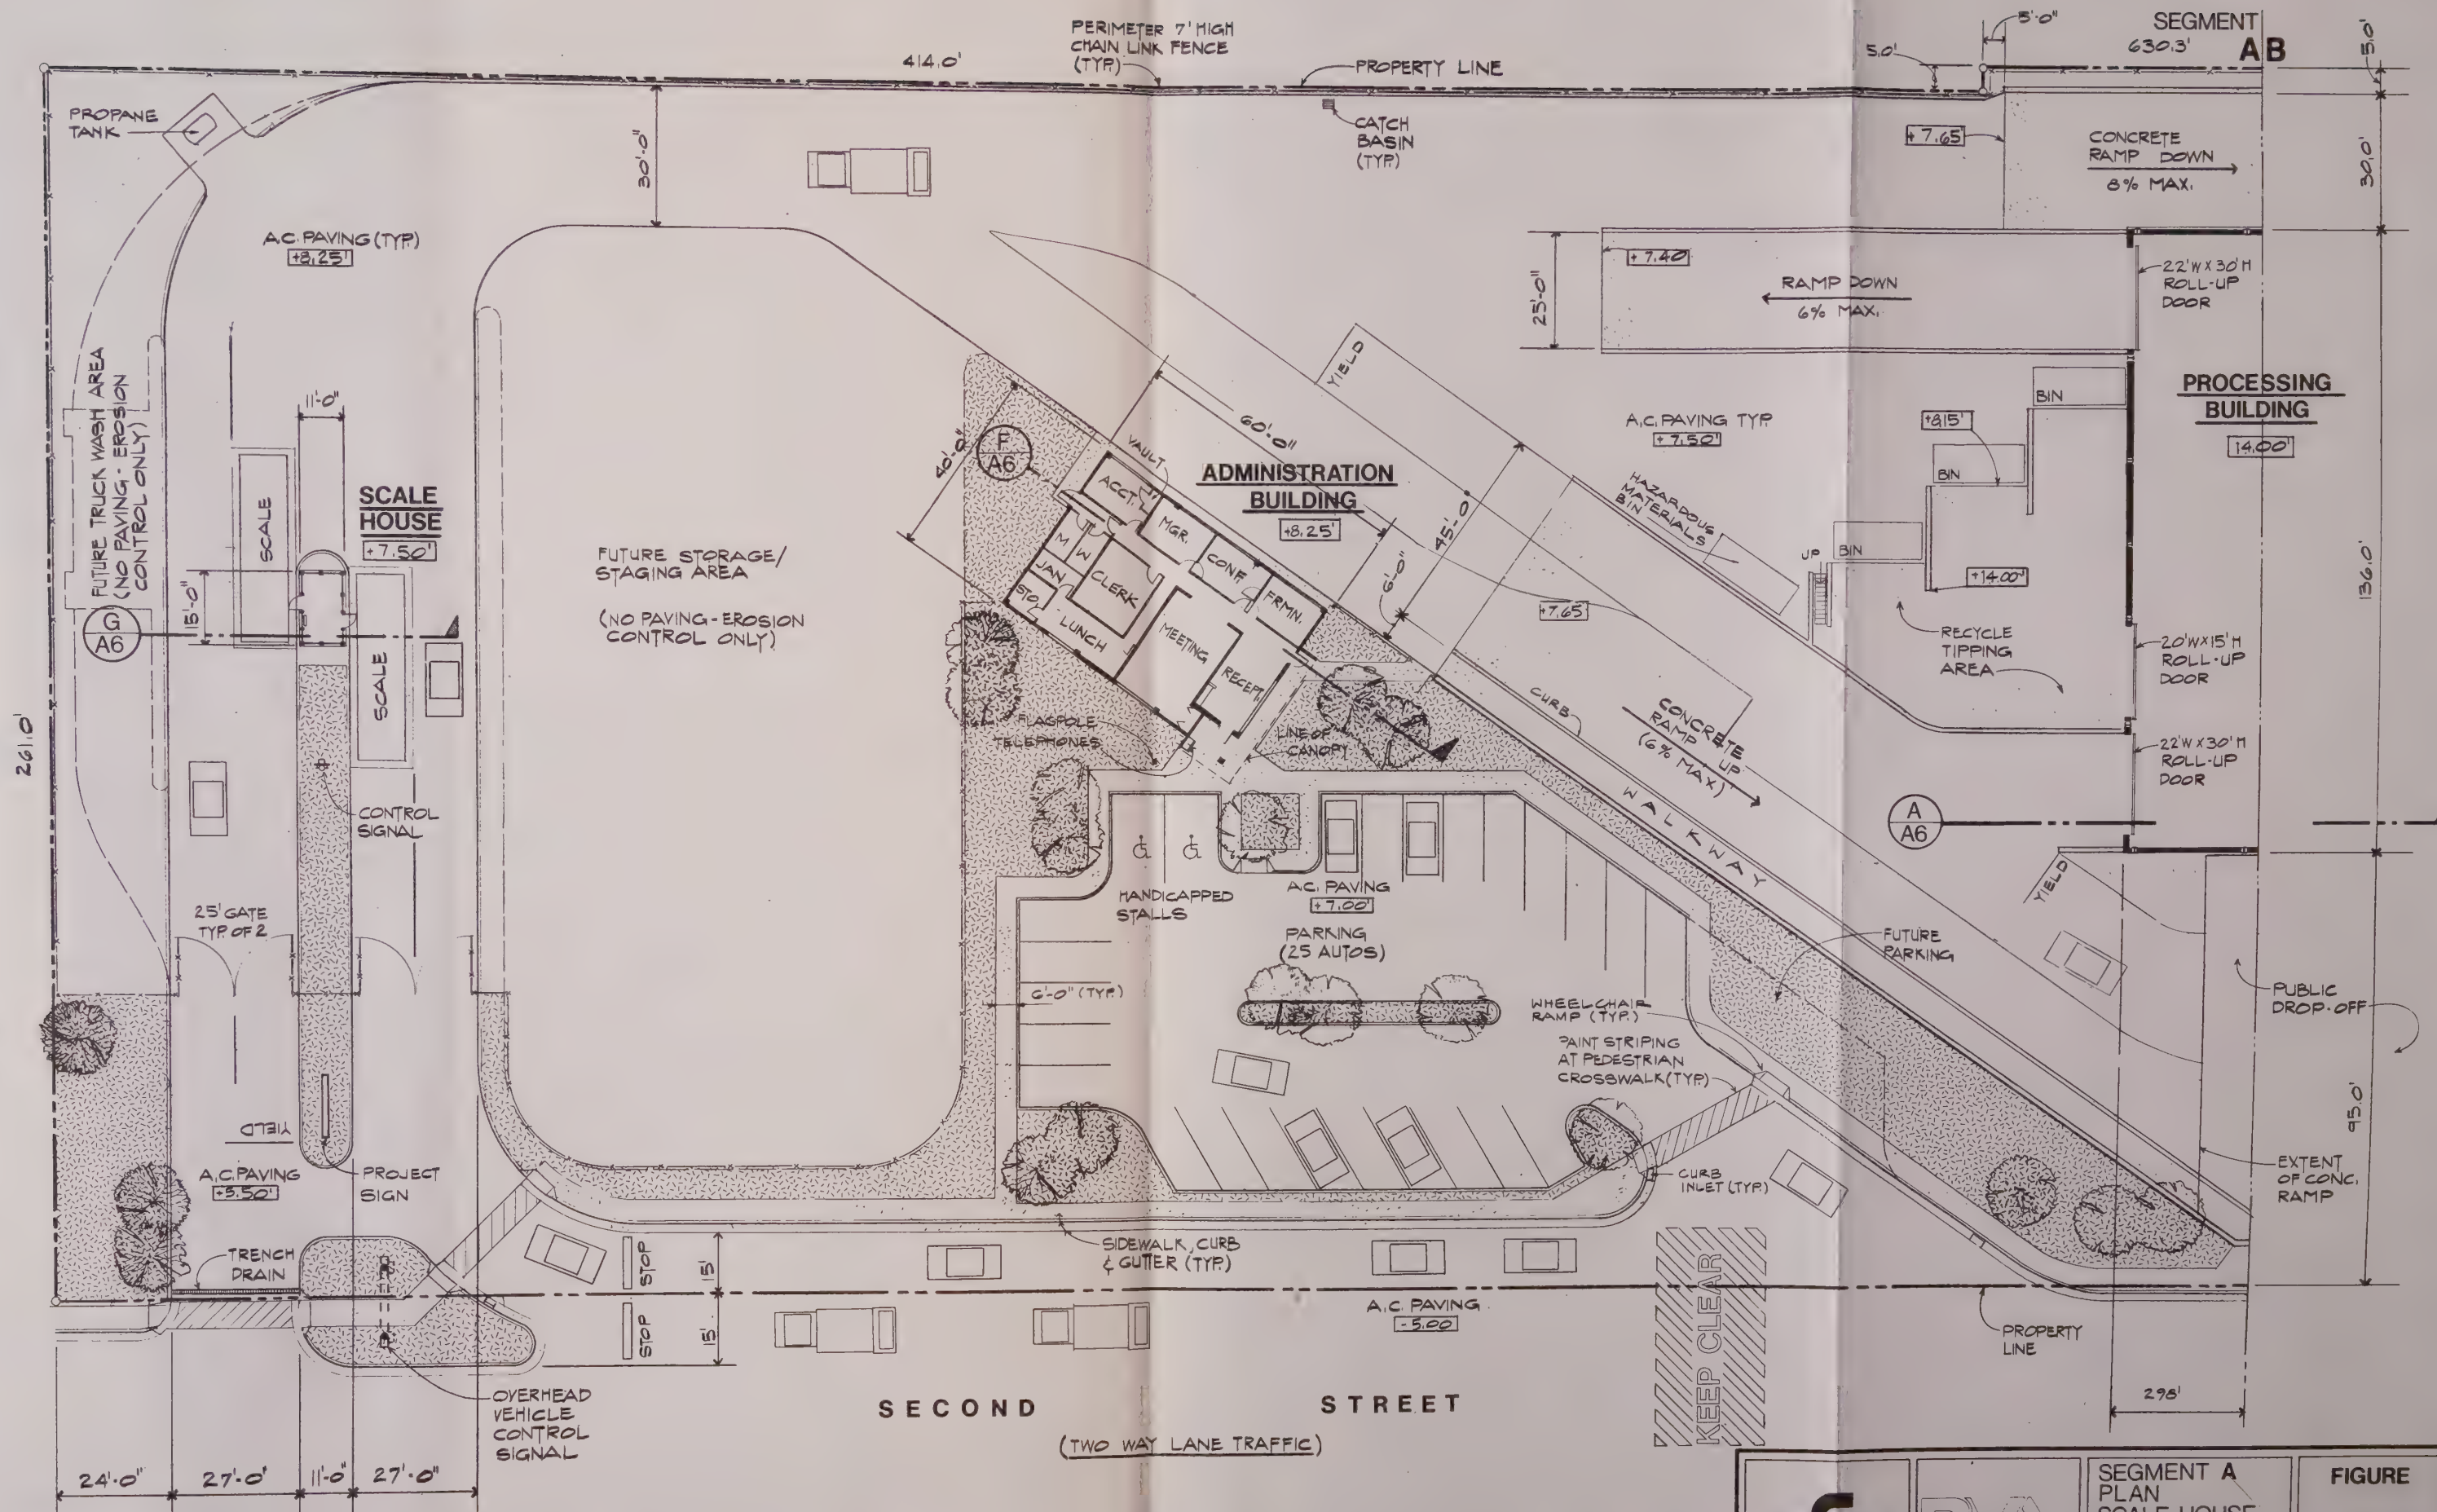 PERIMETER 7' HIGH
CHAIN LINK FENCE
(TYP.)
414.0'
PROPERTY LINE
5.0'
5'-0"
SEGMENT
630.3'
A B
5.0'
PROPANE
TANK
30'-0"
CATCH
BASIN
(TYP.)
+7.65'
CONCRETE
RAMP DOWN
8% MAX.
30.0'
A.C. PAVING (TYP.)
+8.25'
25'-0"
+7.40'
RAMP DOWN
6% MAX.
22'W X 30'H
ROLL-UP
DOOR
FUTURE TRUCK WASH AREA
(NO PAVING - EROSION
CONTROL ONLY)
11'-0"
YIELD
PROCESSING
BUILDING
14.00'
BIN
BIN
BIN
+8.15'
A.C. PAVING TYP.
+7.50'
SCALE
SCALE
HOUSE
+7.50'
15'-0"
G
A6
SCALE
FUTURE STORAGE/
STAGING AREA
(NO PAVING - EROSION
CONTROL ONLY)
40'-0"
F
A6
60'-0"
VAULT
ADMINISTRATION
BUILDING
+8.25'
45'-0"
6'-0"
ACCT.
MGR.
CONF.
FRMN.
M
W
JAN
STO.
CLERK
LUNCH
MEETING
RECEPT.
HAZARDOUS
MATERIALS
BIN
UP
+14.00'
+7.65'
136.0'
RECYCLE
TIPPING
AREA
20'W X 15'H
ROLL-UP
DOOR
22'W X 30'H
ROLL-UP
DOOR
261.0'
FLAGPOLE
TELEPHONES
LINE OF
CANOPY
CURB
CONCRETE
RAMP UP
(6% MAX)
WALKWAY
A
A6
CONTROL
SIGNAL
HANDICAPPED
STALLS
A.C. PAVING
+7.00'
PARKING
(25 AUTOS)
YIELD
25' GATE
TYP. OF 2
FUTURE
PARKING
6'-0" (TYP.)
WHEELCHAIR
RAMP (TYP.)
PAINT STRIPING
AT PEDESTRIAN
CROSSWALK (TYP.)
PUBLIC
DROP-OFF
95.0'
YIELD
A.C. PAVING
+5.50'
PROJECT
SIGN
CURB
INLET (TYP.)
EXTENT
OF CONC.
RAMP
TRENCH
DRAIN
STOP
STOP
15'
15'
SIDEWALK, CURB
& GUTTER (TYP.)
A.C. PAVING
-5.00
KEEP CLEAR
PROPERTY
LINE
OVERHEAD
VEHICLE
CONTROL
SIGNAL
SECOND STREET
(TWO WAY LANE TRAFFIC)
298'
24'-0"
27'-0"
11'-0"
27'-0"
SEGMENT A
PLAN
SCALE HOUSE
FIGURE